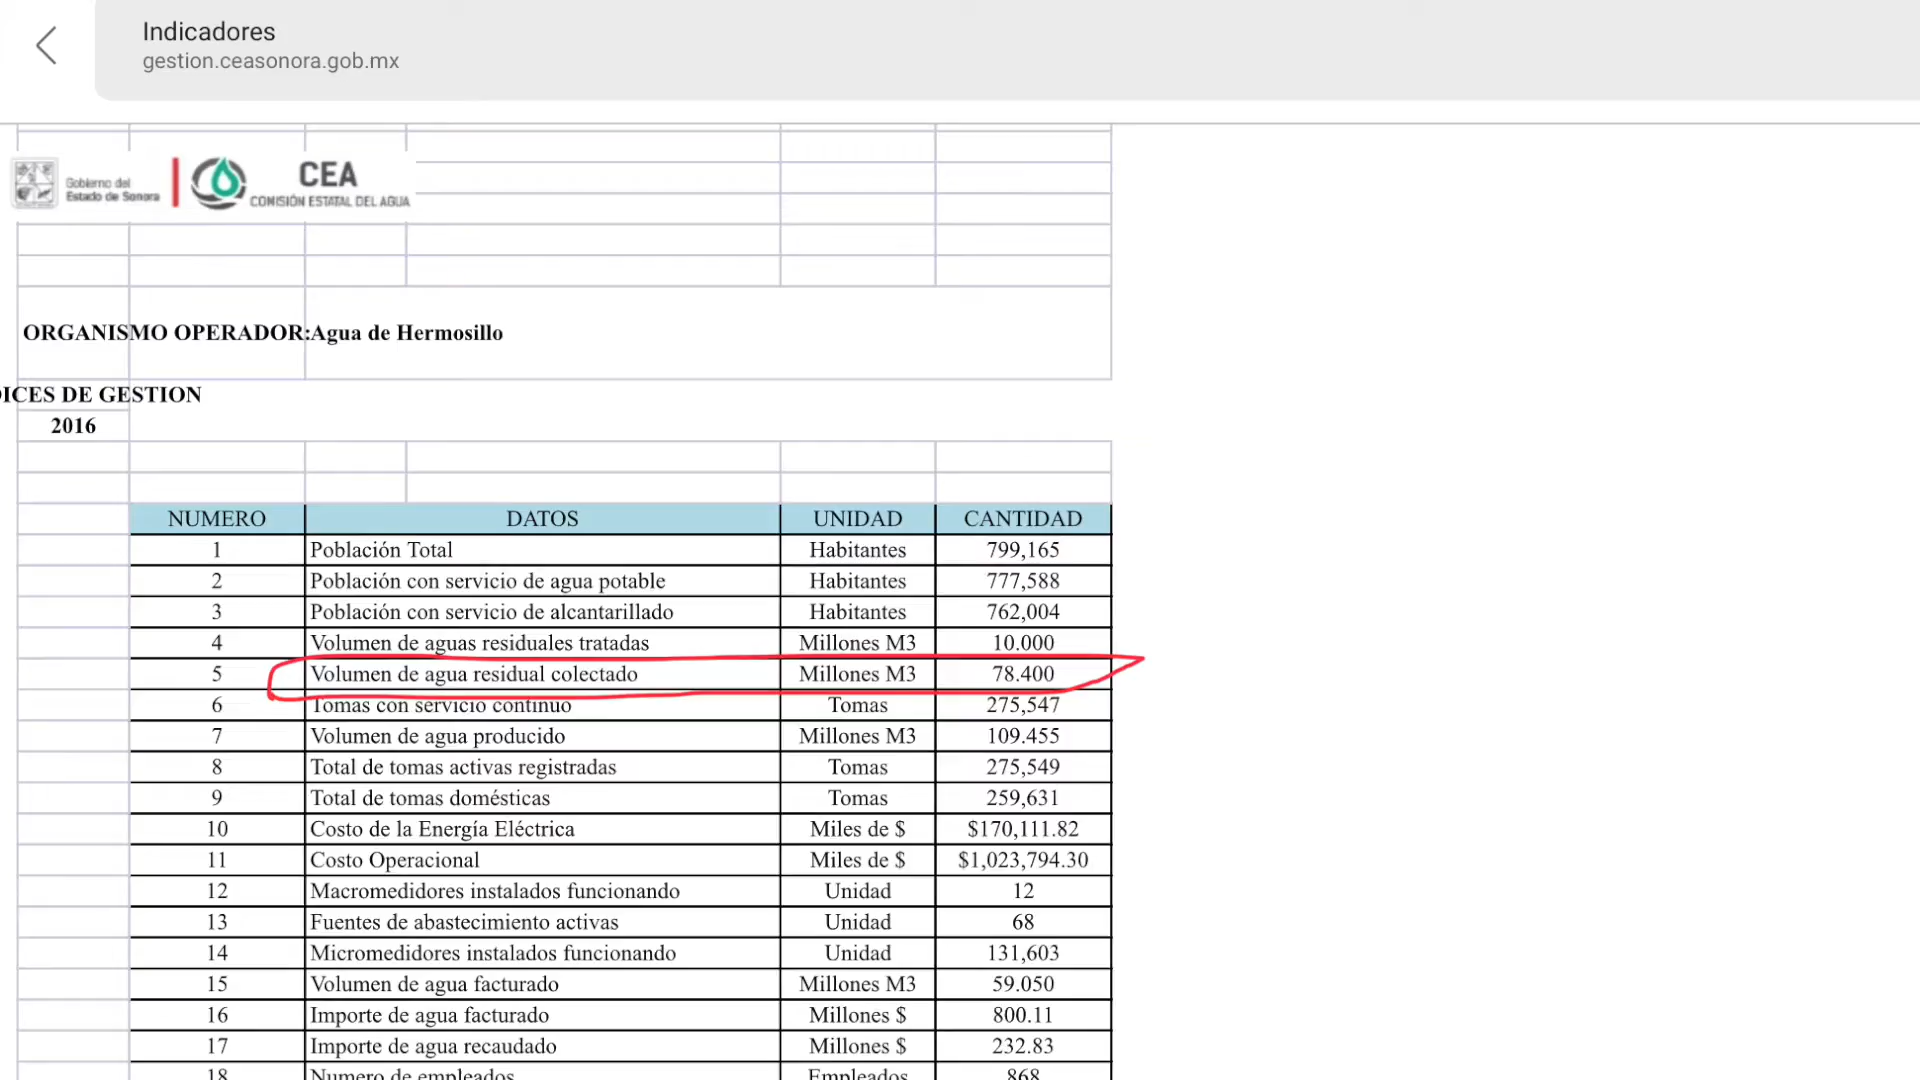 Indicadores
gestion.ceasonora.gob.mx
Gobierno del
Estado de Sonora
CEA
COMISIÓN ESTATAL DEL AGUA
ORGANISMO OPERADOR:Agua de Hermosillo
DICES DE GESTION
2016
NUMERO DATOS UNIDAD CANTIDAD
1 Población Total Habitantes 799,165
2 Población con servicio de agua potable Habitantes 777,588
3 Población con servicio de alcantarillado Habitantes 762,004
4 Volumen de aguas residuales tratadas Millones M3 10.000
5 Volumen de agua residual colectado Millones M3 78.400
6 Tomas con servicio continuo Tomas 275,547
7 Volumen de agua producido Millones M3 109.455
8 Total de tomas activas registradas Tomas 275,549
9 Total de tomas domésticas Tomas 259,631
10 Costo de la Energía Eléctrica Miles de $ $170,111.82
11 Costo Operacional Miles de $ $1,023,794.30
12 Macromedidores instalados funcionando Unidad 12
13 Fuentes de abastecimiento activas Unidad 68
14 Micromedidores instalados funcionando Unidad 131,603
15 Volumen de agua facturado Millones M3 59.050
16 Importe de agua facturado Millones $ 800.11
17 Importe de agua recaudado Millones $ 232.83
18 Numero de empleados Empleados 868